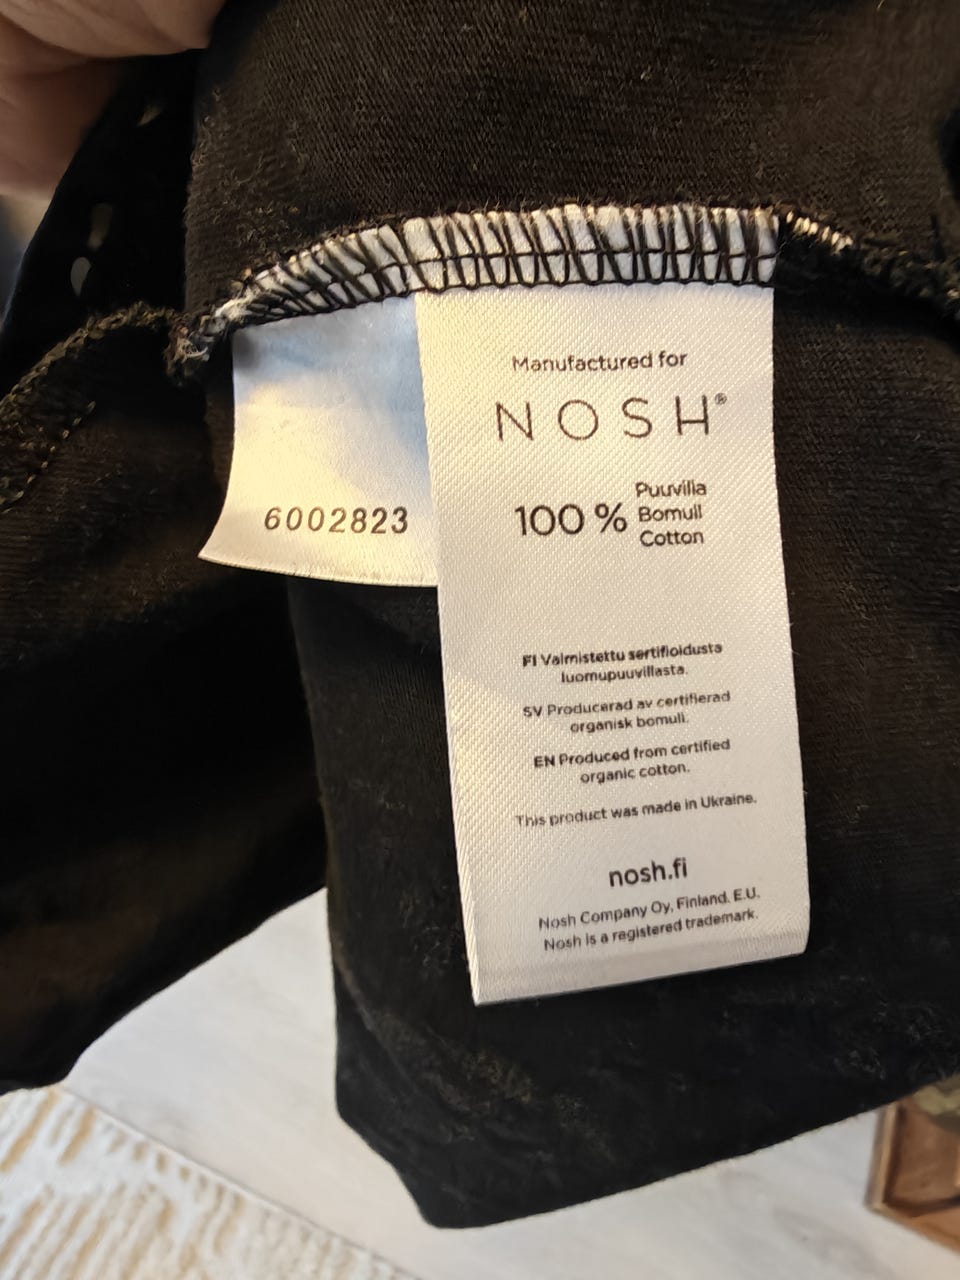 6002823
Manufactured for
NOSH®
100 %
Puuvilla
Bomull
Cotton
FI Valmistettu sertifioidusta
luomupuuvillasta.
SV Producerad av certifierad
organisk bomull.
EN Produced from certified
organic cotton.
This product was made in Ukraine.
nosh.fi
Nosh Company Oy, Finland, E.U.
Nosh is a registered trademark.